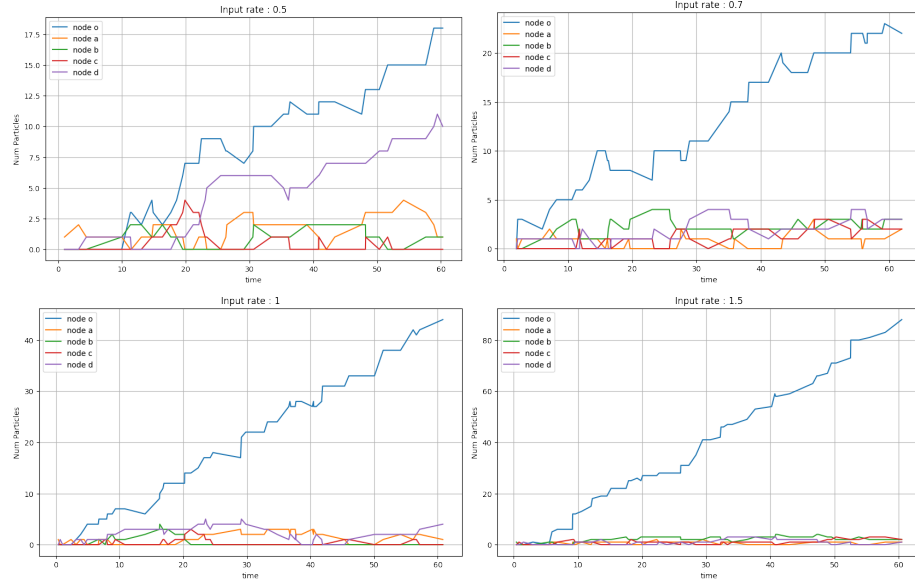 Input rate : 0.5
node o
node a
node b
node c
node d
17.5
15.0
12.5
10.0
7.5
5.0
2.5
0.0
Num Particles
0 10 20 30 40 50 60
time
Input rate : 0.7
node o
node a
node b
node c
node d
20
15
10
5
0
Num Particles
0 10 20 30 40 50 60
time
Input rate : 1
node o
node a
node b
node c
node d
40
30
20
10
0
Num Particles
0 10 20 30 40 50 60
time
Input rate : 1.5
node o
node a
node b
node c
node d
80
60
40
20
0
Num Particles
0 10 20 30 40 50 60
time